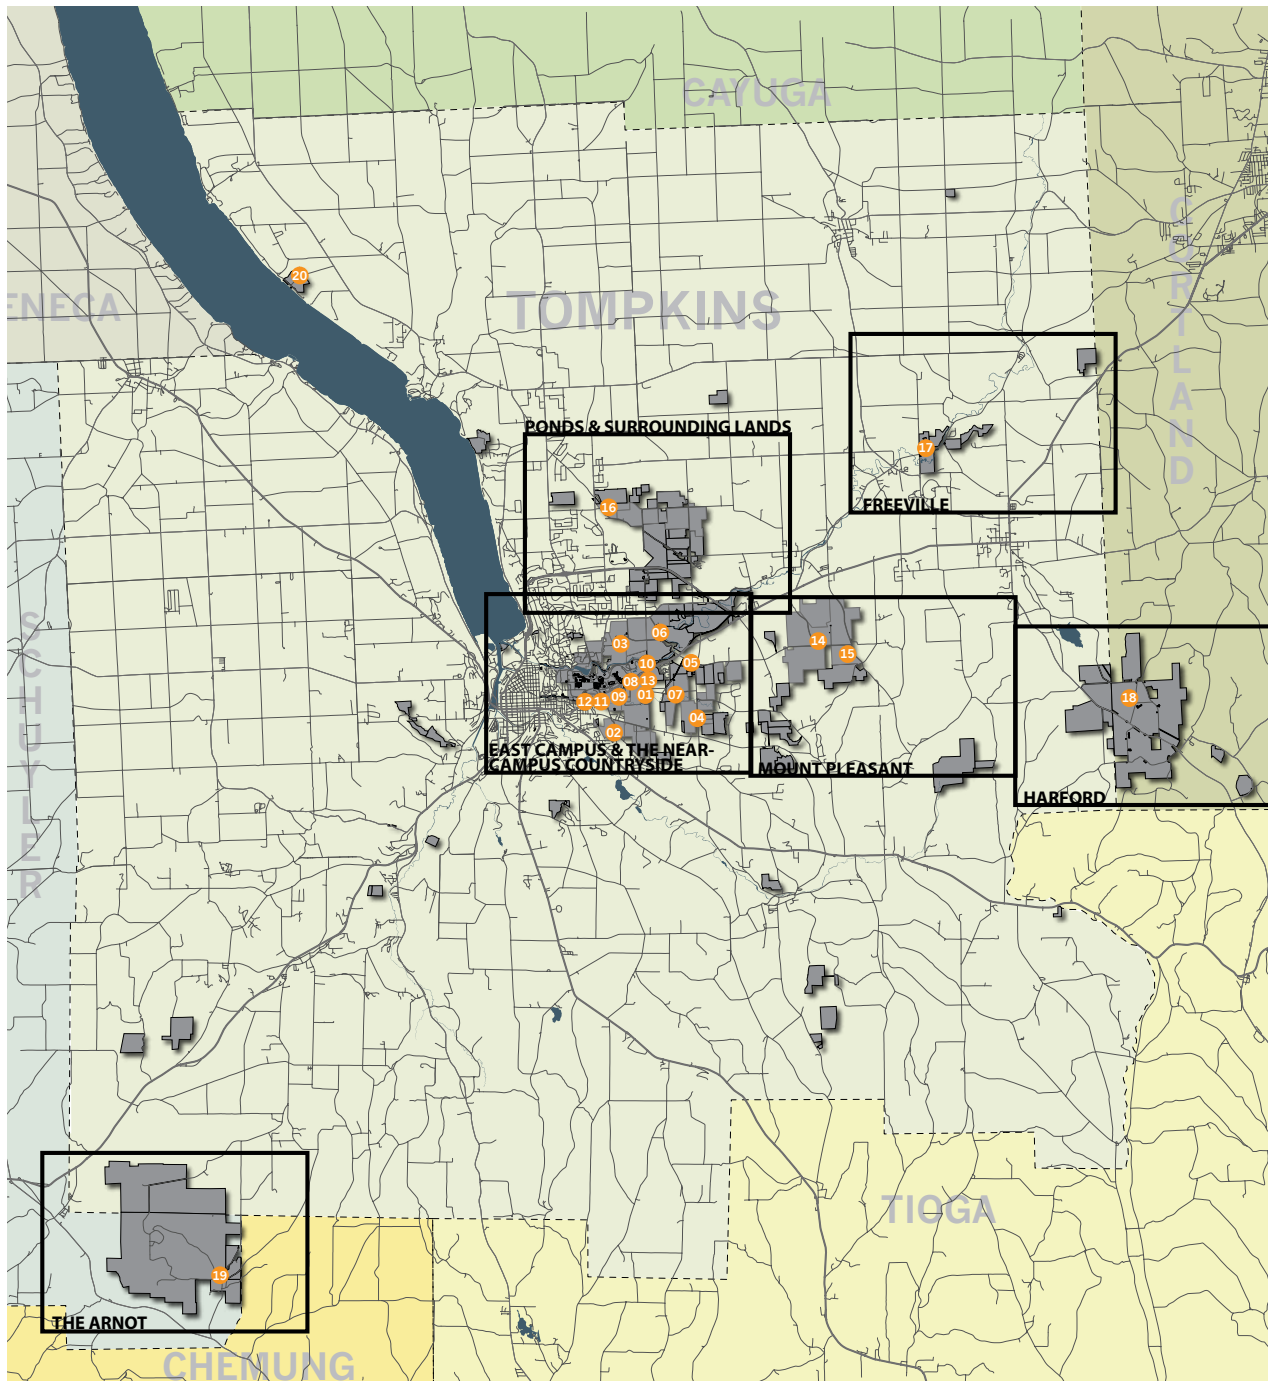 CAYUGA
CORTLAND
20
ENECA
TOMPKINS
PONDS & SURROUNDING LANDS
17
FREEVILLE
16
SCHUYLER
06
03
14
15
10
05
08
13
18
12
11
09
01
07
04
02
EAST CAMPUS & THE NEAR-
CAMPUS COUNTRYSIDE
MOUNT PLEASANT
HARFORD
TIOGA
19
THE ARNOT
CHEMUNG